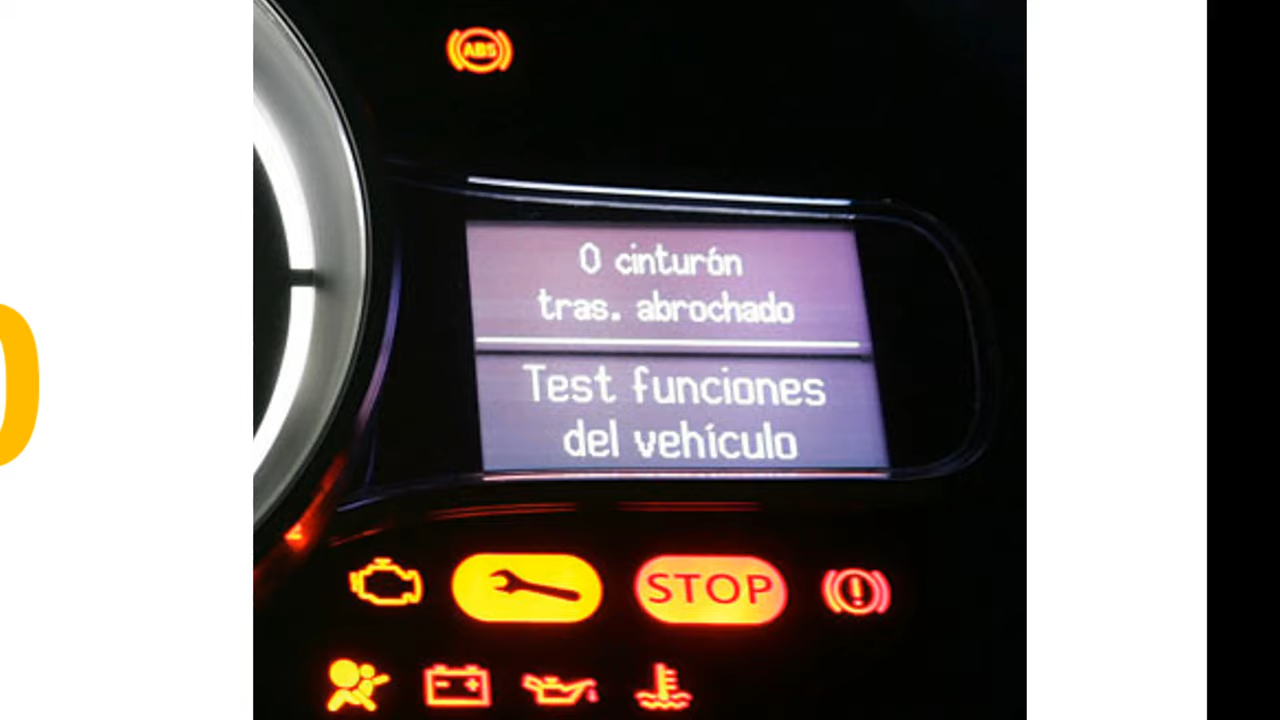 ABS
0 cinturón
tras. abrochado
Test funciones
del vehículo
STOP